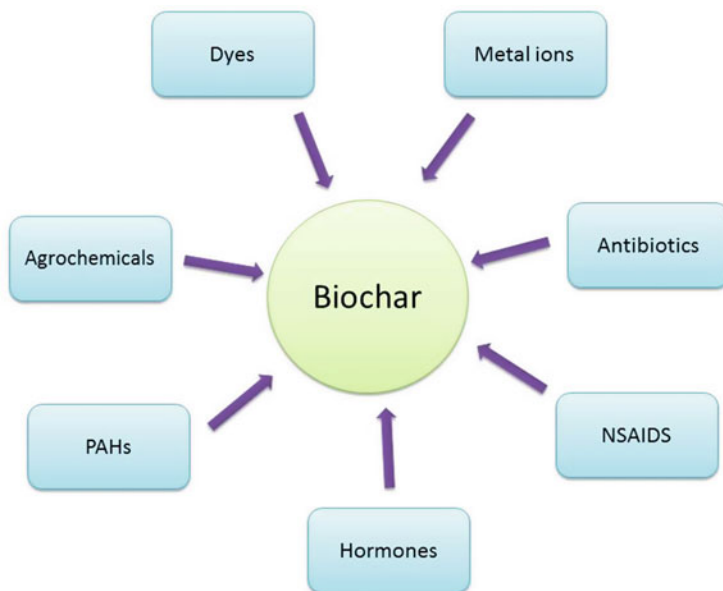 Dyes
Metal ions
Agrochemicals
Antibiotics
Biochar
PAHs
NSAIDS
Hormones